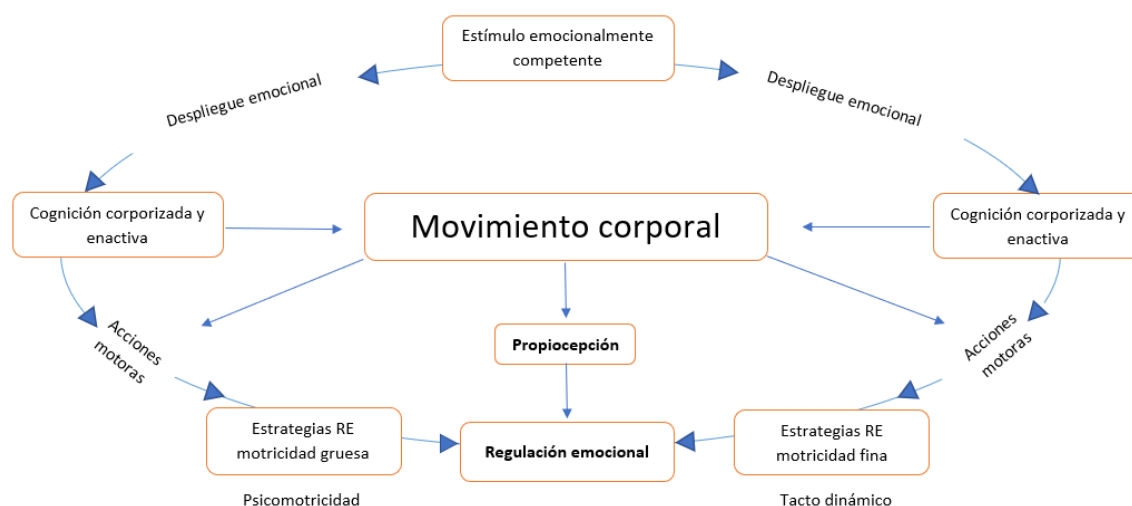 Estímulo emocionalmente
competente
Despliegue emocional
Despliegue emocional
Cognición corporizada y
enactiva
Movimiento corporal
Cognición corporizada y
enactiva
Acciones
motoras
Propiocepción
Acciones
motoras
Estrategias RE
motricidad gruesa
Regulación emocional
Estrategias RE
motricidad fina
Psicomotricidad
Tacto dinámico